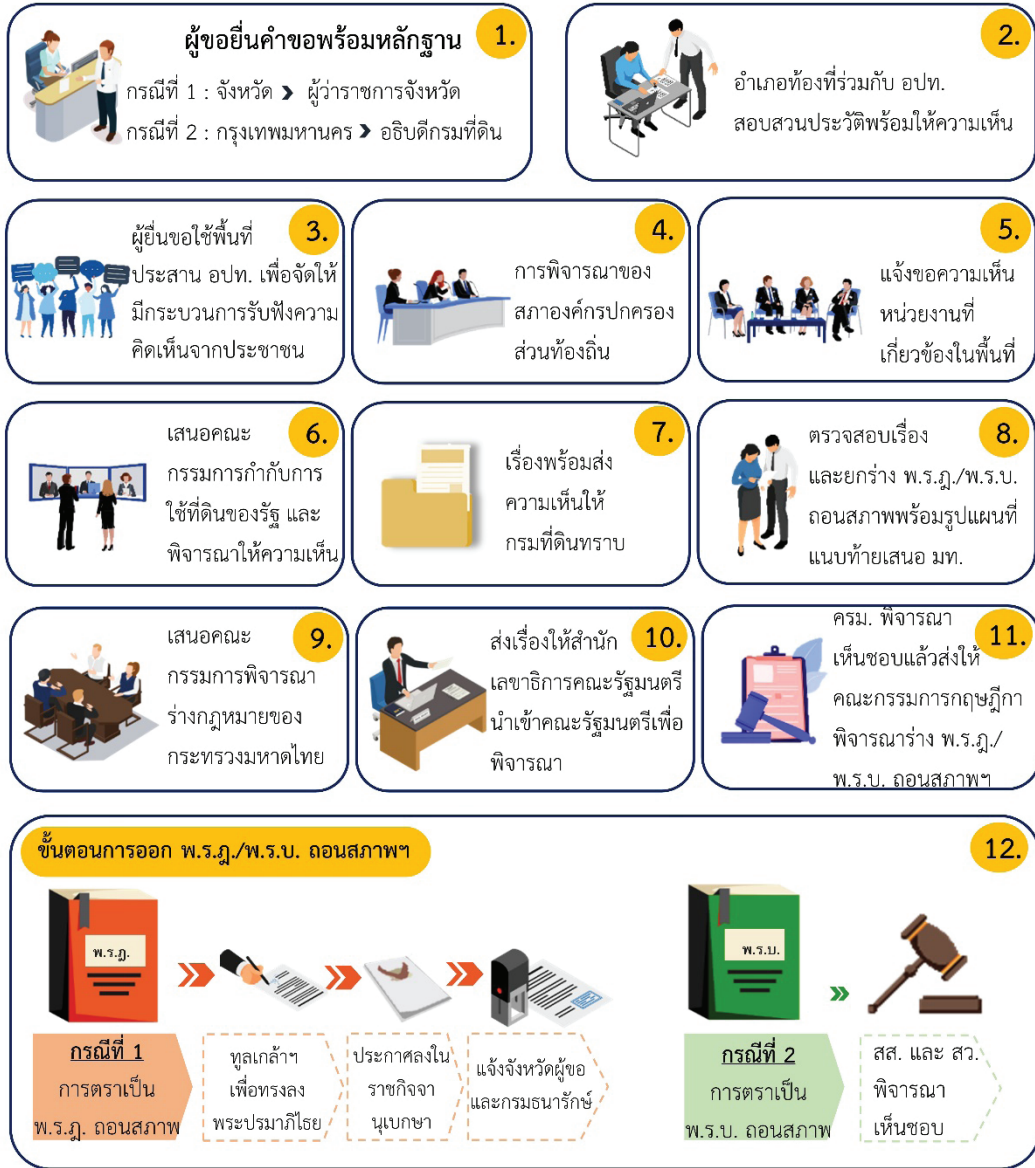 1.
ผู้ขอยื่นคำขอพร้อมหลักฐาน
กรณีที่ 1 : จังหวัด ❯ ผู้ว่าราชการจังหวัด
กรณีที่ 2 : กรุงเทพมหานคร ❯ อธิบดีกรมที่ดิน
2.
อำเภอท้องที่ร่วมกับ อปท.
สอบสวนประวัติพร้อมให้ความเห็น
3.
ผู้ยื่นขอใช้พื้นที่
ประสาน อปท. เพื่อจัดให้
มีกระบวนการรับฟังความ
คิดเห็นจากประชาชน
4.
การพิจารณาของ
สภาองค์กรปกครอง
ส่วนท้องถิ่น
5.
แจ้งขอความเห็น
หน่วยงานที่
เกี่ยวข้องในพื้นที่
6.
เสนอคณะ
กรรมการกำกับการ
ใช้ที่ดินของรัฐ และ
พิจารณาให้ความเห็น
7.
เรื่องพร้อมส่ง
ความเห็นให้
กรมที่ดินทราบ
8.
ตรวจสอบเรื่อง
และยกร่าง พ.ร.ฎ./พ.ร.บ.
ถอนสภาพพร้อมรูปแผนที่
แนบท้ายเสนอ มท.
9.
เสนอคณะ
กรรมการพิจารณา
ร่างกฎหมายของ
กระทรวงมหาดไทย
10.
ส่งเรื่องให้สำนัก
เลขาธิการคณะรัฐมนตรี
นำเข้าคณะรัฐมนตรีเพื่อ
พิจารณา
11.
ครม. พิจารณา
เห็นชอบแล้วส่งให้
คณะกรรมการกฤษฎีกา
พิจารณาร่าง พ.ร.ฎ./
พ.ร.บ. ถอนสภาพฯ
12.
ขั้นตอนการออก พ.ร.ฎ./พ.ร.บ. ถอนสภาพฯ
พ.ร.ฎ.
กรณีที่ 1
การตราเป็น
พ.ร.ฎ. ถอนสภาพ
ทูลเกล้าฯ
เพื่อทรงลง
พระปรมาภิไธย
ประกาศลงใน
ราชกิจจา
นุเบกษา
แจ้งจังหวัดผู้ขอ
และกรมธนารักษ์
พ.ร.บ.
กรณีที่ 2
การตราเป็น
พ.ร.บ. ถอนสภาพ
สส. และ สว.
พิจารณา
เห็นชอบ